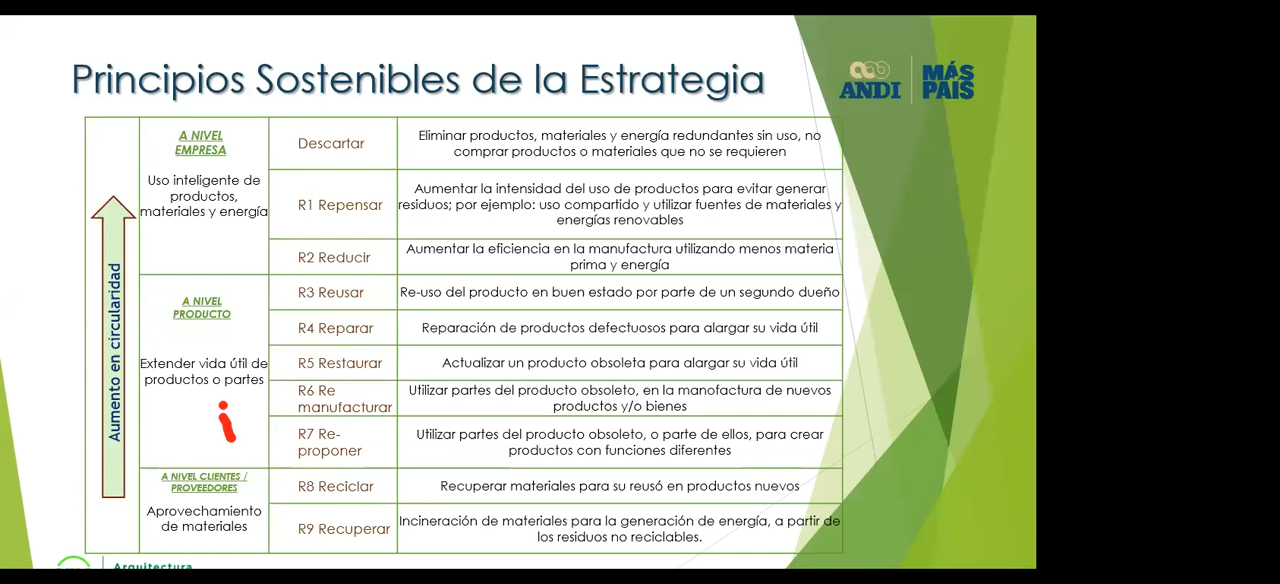 Principios Sostenibles de la Estrategia
ANDI
MÁS
PAÍS
Aumento en circularidad
A NIVEL
EMPRESA
Uso inteligente de
productos,
materiales y energía
Descartar
Eliminar productos, materiales y energía redundantes sin uso, no
comprar productos o materiales que no se requieren
R1 Repensar
Aumentar la intensidad del uso de productos para evitar generar
residuos; por ejemplo: uso compartido y utilizar fuentes de materiales y
energías renovables
R2 Reducir
Aumentar la eficiencia en la manufactura utilizando menos materia
prima y energía
A NIVEL
PRODUCTO
Extender vida útil de
productos o partes
R3 Reusar
Re-uso del producto en buen estado por parte de un segundo dueño
R4 Reparar
Reparación de productos defectuosos para alargar su vida útil
R5 Restaurar
Actualizar un producto obsoleta para alargar su vida útil
R6 Re
manufacturar
Utilizar partes del producto obsoleto, en la manofactura de nuevos
productos y/o bienes
R7 Re-
proponer
Utilizar partes del producto obsoleto, o parte de ellos, para crear
productos con funciones diferentes
A NIVEL CLIENTES /
PROVEEDORES
Aprovechamiento
de materiales
R8 Reciclar
Recuperar materiales para su reusó en productos nuevos
R9 Recuperar
Incineración de materiales para la generación de energía, a partir de
los residuos no reciclables.
Arquitectura